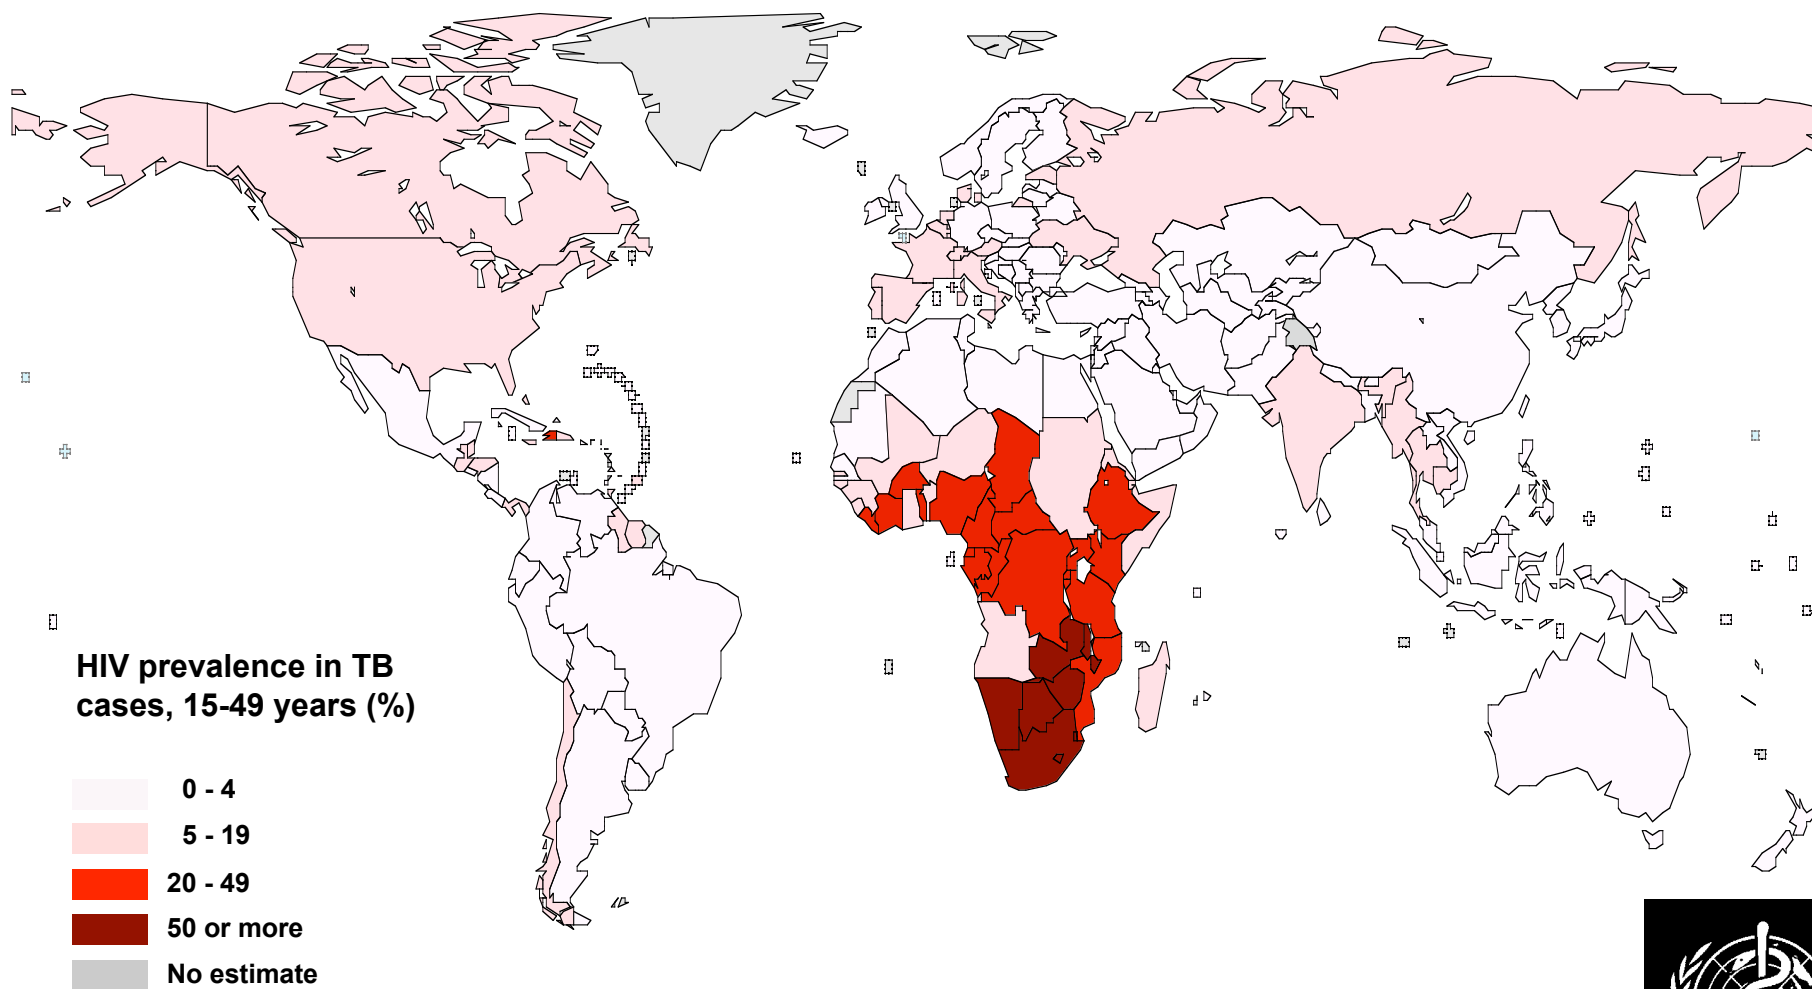 HIV prevalence in TB
cases, 15-49 years (%)
0 - 4
5 - 19
20 - 49
50 or more
No estimate